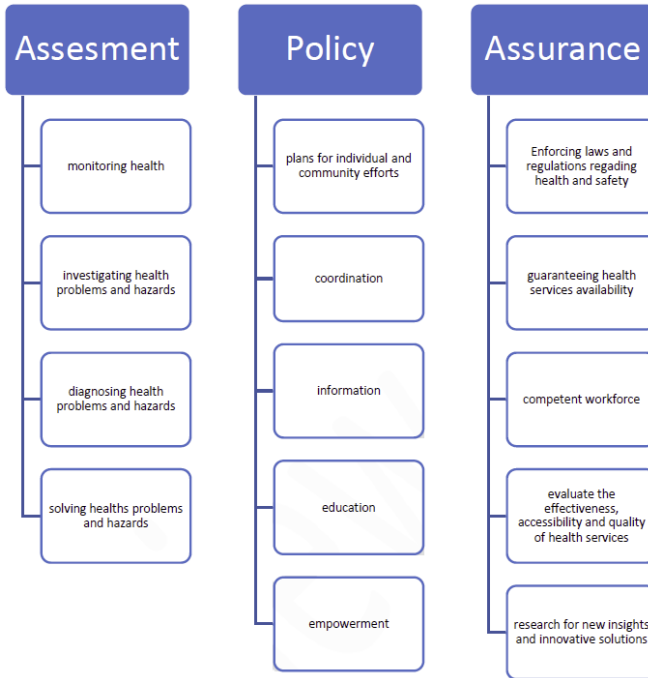 Assesment
monitoring health
investigating health
problems and hazards
diagnosing health
problems and hazards
solving healths problems
and hazards
Policy
plans for individual and
community efforts
coordination
information
education
empowerment
Assurance
Enforcing laws and
regulations regading
health and safety
guaranteeing health
services availability
competent workforce
evaluate the
effectiveness,
accessibility and quality
of health services
research for new insights
and innovative solutions